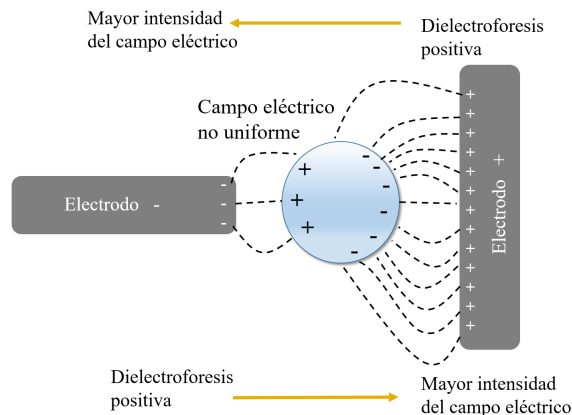 Mayor intensidad
del campo eléctrico
Dielectroforesis
positiva
Campo eléctrico
no uniforme
Electrodo -
- 
- 
- 
+
+
+
-
-
-
-
-
-
-
+
+
+
+
+
+
+
+
+
+
+
+
+
Electrodo +
Dielectroforesis
positiva
Mayor intensidad
del campo eléctrico